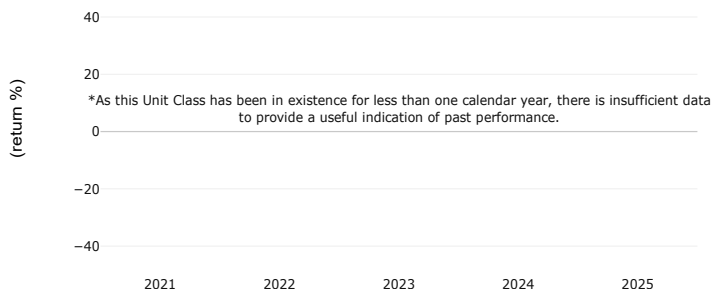 40
20
(return %)
*As this Unit Class has been in existence for less than one calendar year, there is insufficient data
to provide a useful indication of past performance.
0
−20
−40
2021 2022 2023 2024 2025